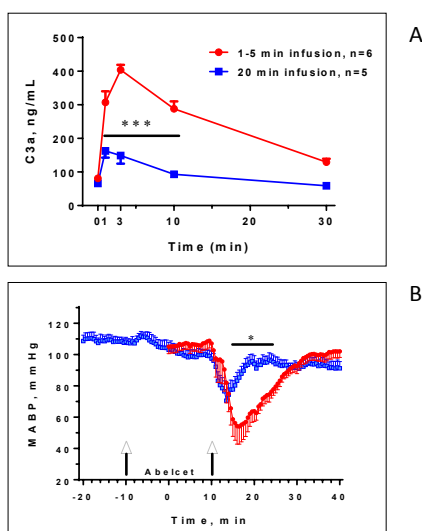 A
1-5 min infusion, n=6
20 min infusion, n=5
C3a, ng/mL
500
400
300
200
100
0
***
01 3 10 20 30
Time (min)
B
MABP, mmHg
120
100
80
60
40
20
*
Abelcet
-20 -10 0 10 20 30 40
Time, min